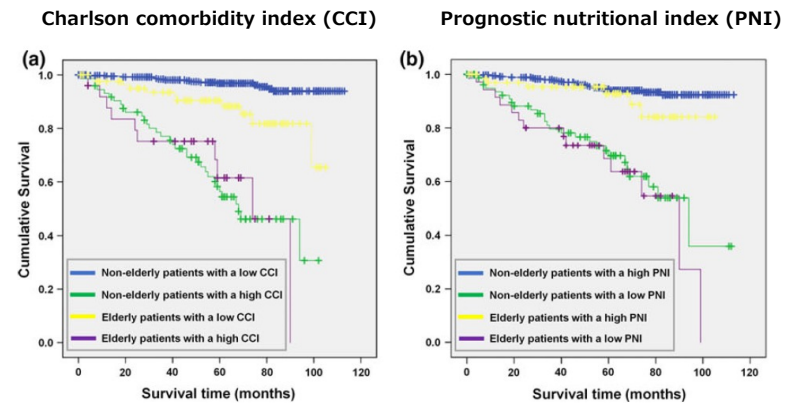 Charlson comorbidity index (CCI)
Prognostic nutritional index (PNI)
(a)
Cumulative Survival
1.0
0.8
0.6
0.4
0.2
0.0
Non-elderly patients with a low CCI
Non-elderly patients with a high CCI
Elderly patients with a low CCI
Elderly patients with a high CCI
0 20 40 60 80 100 120
Survival time (months)
(b)
Cumulative Survival
1.0
0.8
0.6
0.4
0.2
0.0
Non-elderly patients with a high PNI
Non-elderly patients with a low PNI
Elderly patients with a high PNI
Elderly patients with a low PNI
0 20 40 60 80 100 120
Survival time (months)